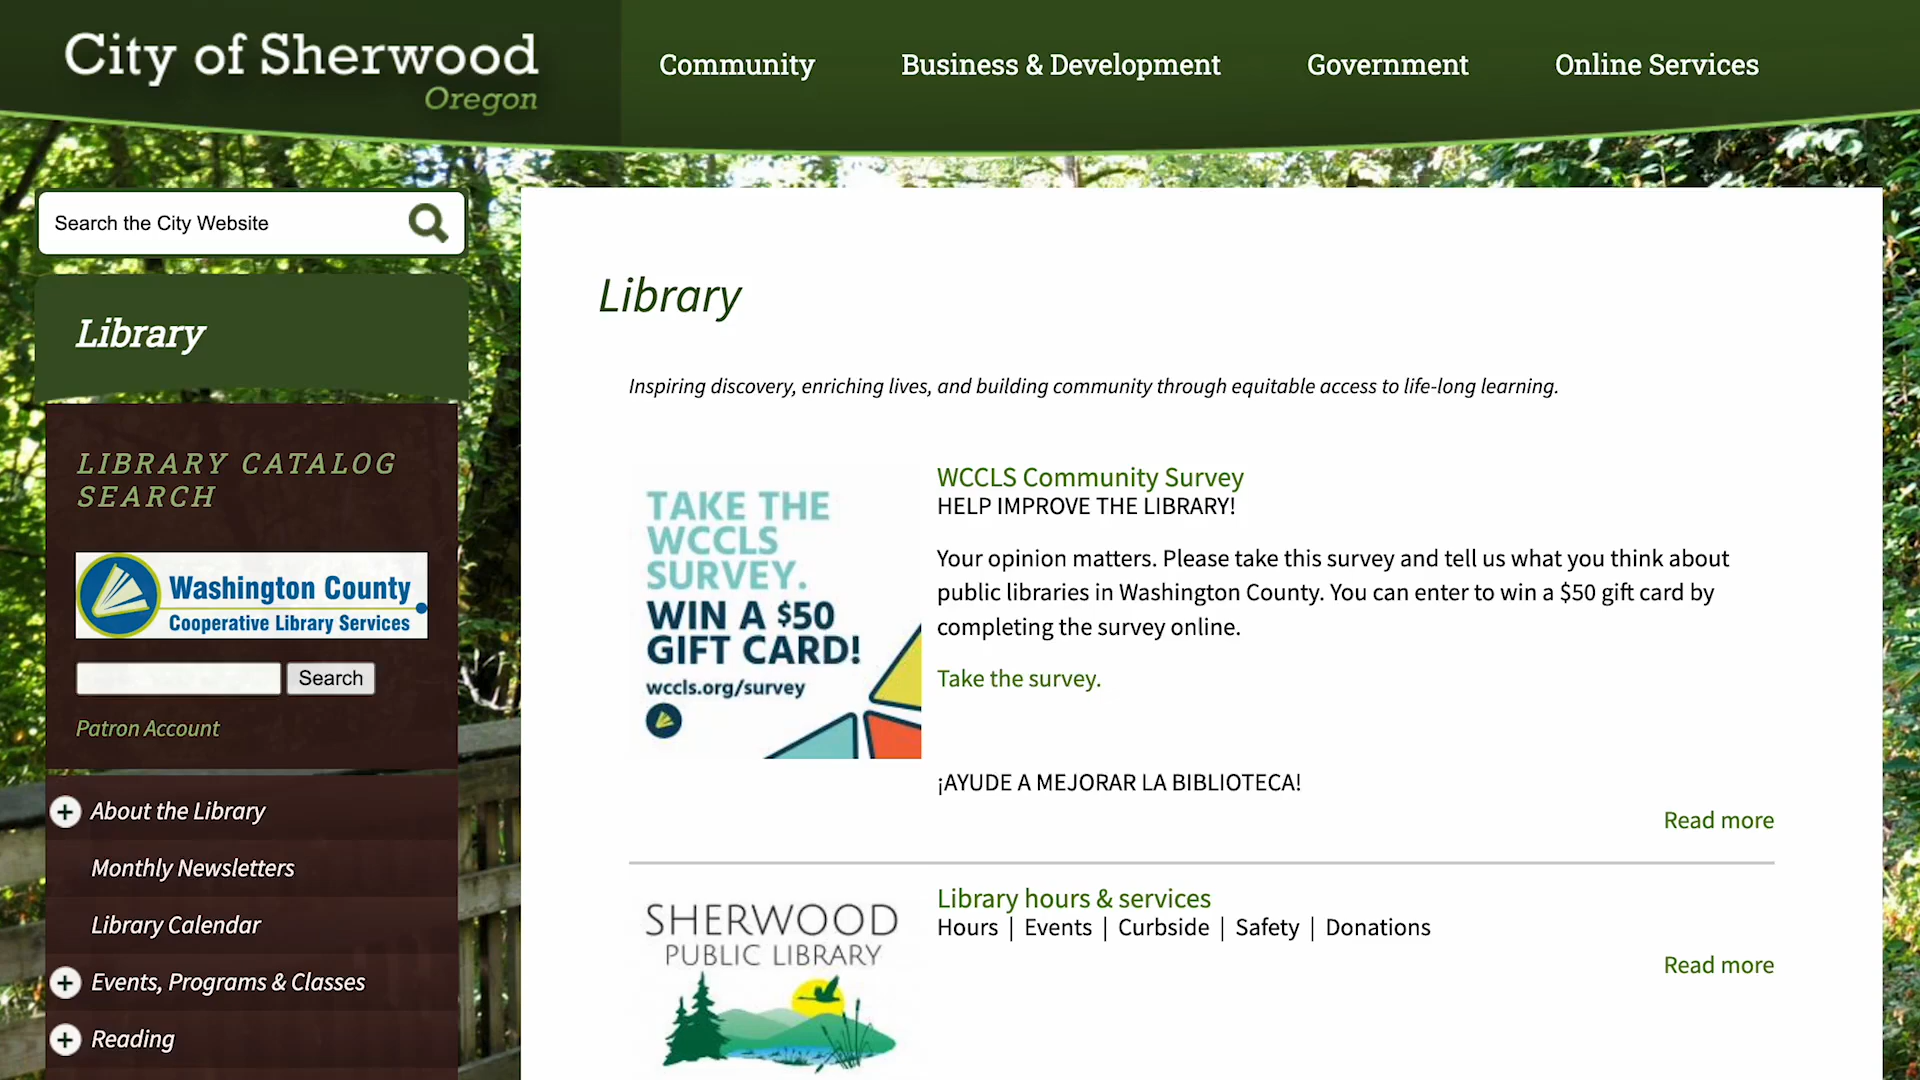 City of Sherwood
Oregon
Community
Business & Development
Government
Online Services
Search the City Website
Library
LIBRARY CATALOG
SEARCH
Washington County
Cooperative Library Services
Search
Patron Account
About the Library
Monthly Newsletters
Library Calendar
Events, Programs & Classes
Reading
Library
Inspiring discovery, enriching lives, and building community through equitable access to life-long learning.
TAKE THE
WCCLS
SURVEY.
WIN A $50
GIFT CARD!
wccls.org/survey
WCCLS Community Survey
HELP IMPROVE THE LIBRARY!
Your opinion matters. Please take this survey and tell us what you think about
public libraries in Washington County. You can enter to win a $50 gift card by
completing the survey online.
Take the survey.
¡AYUDE A MEJORAR LA BIBLIOTECA!
Read more
SHERWOOD
PUBLIC LIBRARY
Library hours & services
Hours | Events | Curbside | Safety | Donations
Read more